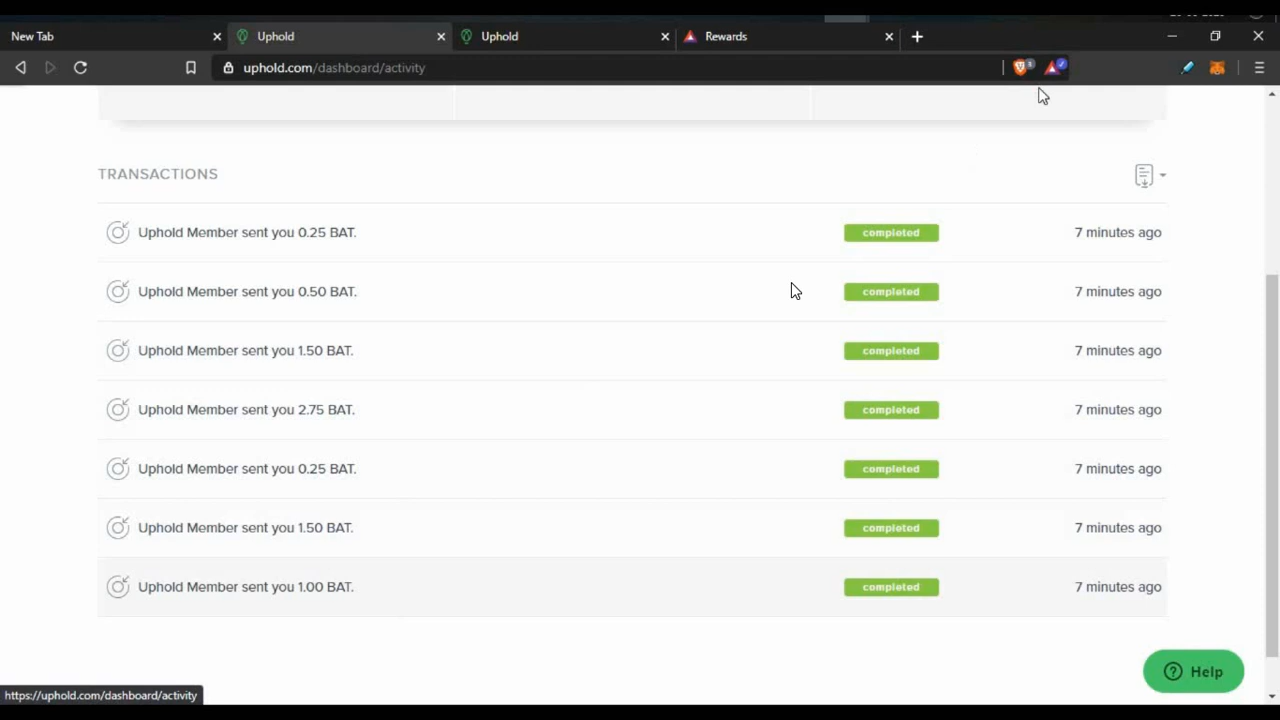 New Tab
Uphold
Uphold
Rewards
uphold.com/dashboard/activity
TRANSACTIONS
Uphold Member sent you 0.25 BAT. completed 7 minutes ago
Uphold Member sent you 0.50 BAT. completed 7 minutes ago
Uphold Member sent you 1.50 BAT. completed 7 minutes ago
Uphold Member sent you 2.75 BAT. completed 7 minutes ago
Uphold Member sent you 0.25 BAT. completed 7 minutes ago
Uphold Member sent you 1.50 BAT. completed 7 minutes ago
Uphold Member sent you 1.00 BAT. completed 7 minutes ago
Help
https://uphold.com/dashboard/activity